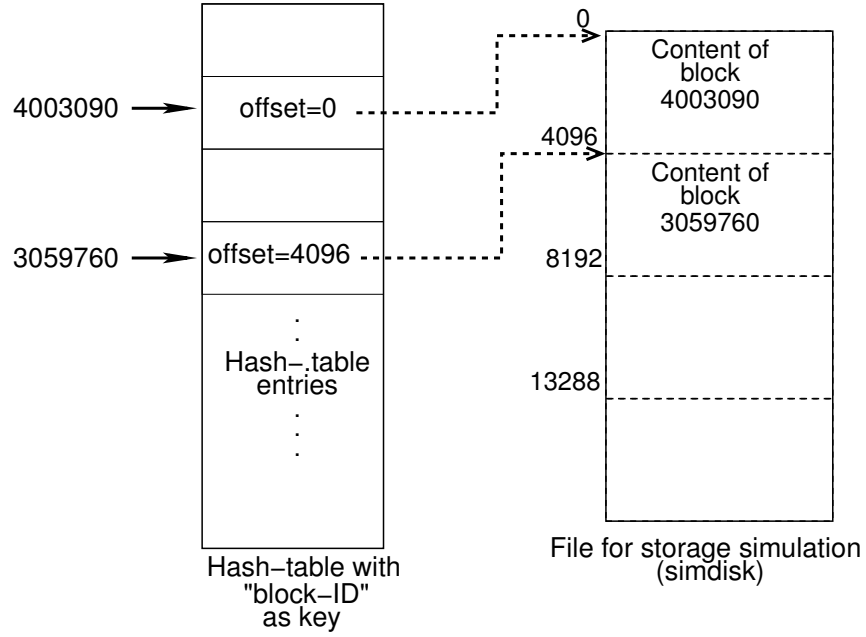 0
Content of
block
4003090
4003090
offset=0
4096
Content of
block
3059760
3059760
offset=4096
8192
.
.
Hash-.table
entries
.
.
.
13288
Hash-table with
"block-ID"
as key
File for storage simulation
(simdisk)